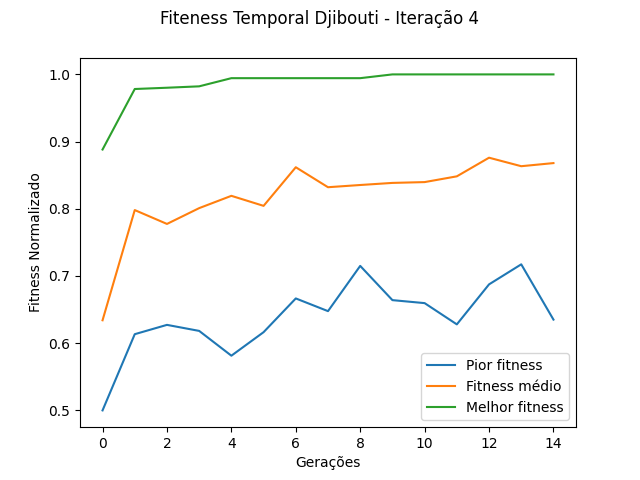 Fiteness Temporal Djibouti - Iteração 4
Fitness Normalizado
1.0
0.9
0.8
0.7
0.6
0.5
0 2 4 6 8 10 12 14
Gerações
Pior fitness
Fitness médio
Melhor fitness